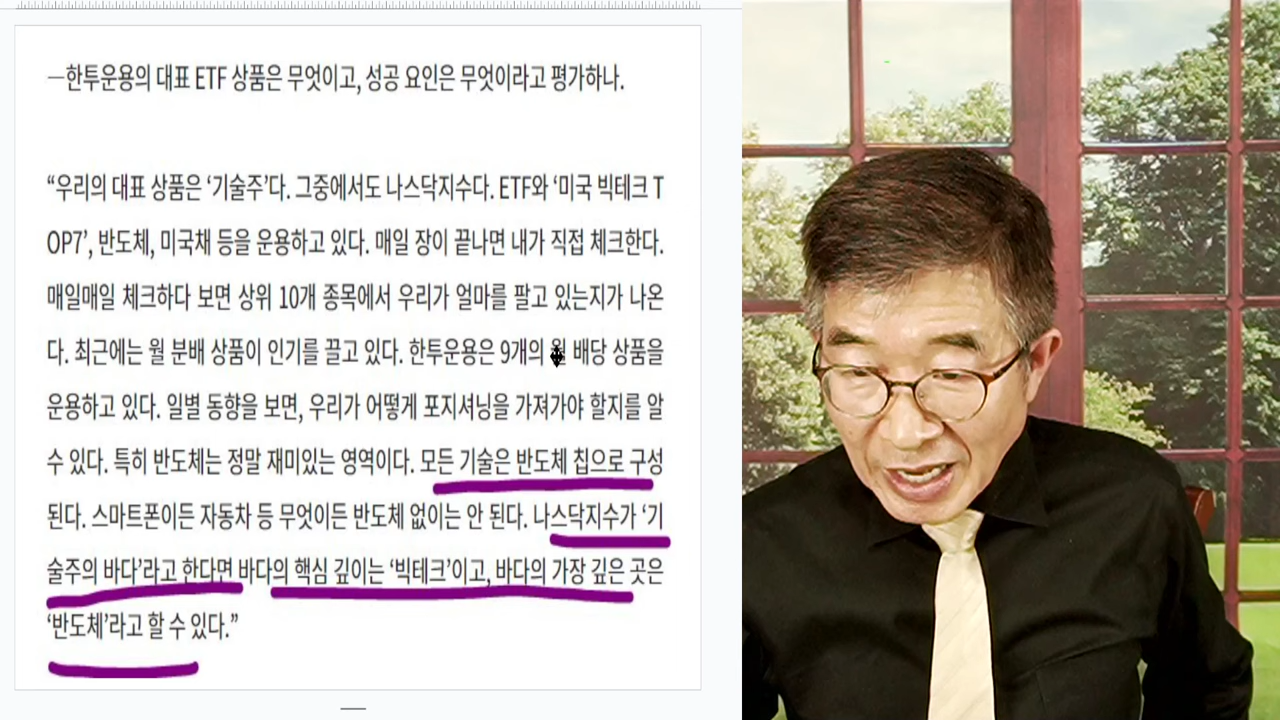 —한투운용의 대표 ETF 상품은 무엇이고, 성공 요인은 무엇이라고 평가하나.
“우리의 대표 상품은 ‘기술주’다. 그중에서도 나스닥지수다. ETF와 ‘미국 빅테크 T
OP7’, 반도체, 미국채 등을 운용하고 있다. 매일 장이 끝나면 내가 직접 체크한다.
매일매일 체크하다 보면 상위 10개 종목에서 우리가 얼마를 팔고 있는지가 나온
다. 최근에는 월 분배 상품이 인기를 끌고 있다. 한투운용은 9개의 월 배당 상품을
운용하고 있다. 일별 동향을 보면, 우리가 어떻게 포지셔닝을 가져가야 할지를 알
수 있다. 특히 반도체는 정말 재미있는 영역이다. 모든 기술은 반도체 칩으로 구성
된다. 스마트폰이든 자동차 등 무엇이든 반도체 없이는 안 된다. 나스닥지수가 ‘기
술주의 바다’라고 한다면 바다의 핵심 깊이는 ‘빅테크’이고, 바다의 가장 깊은 곳은
‘반도체’라고 할 수 있다.”